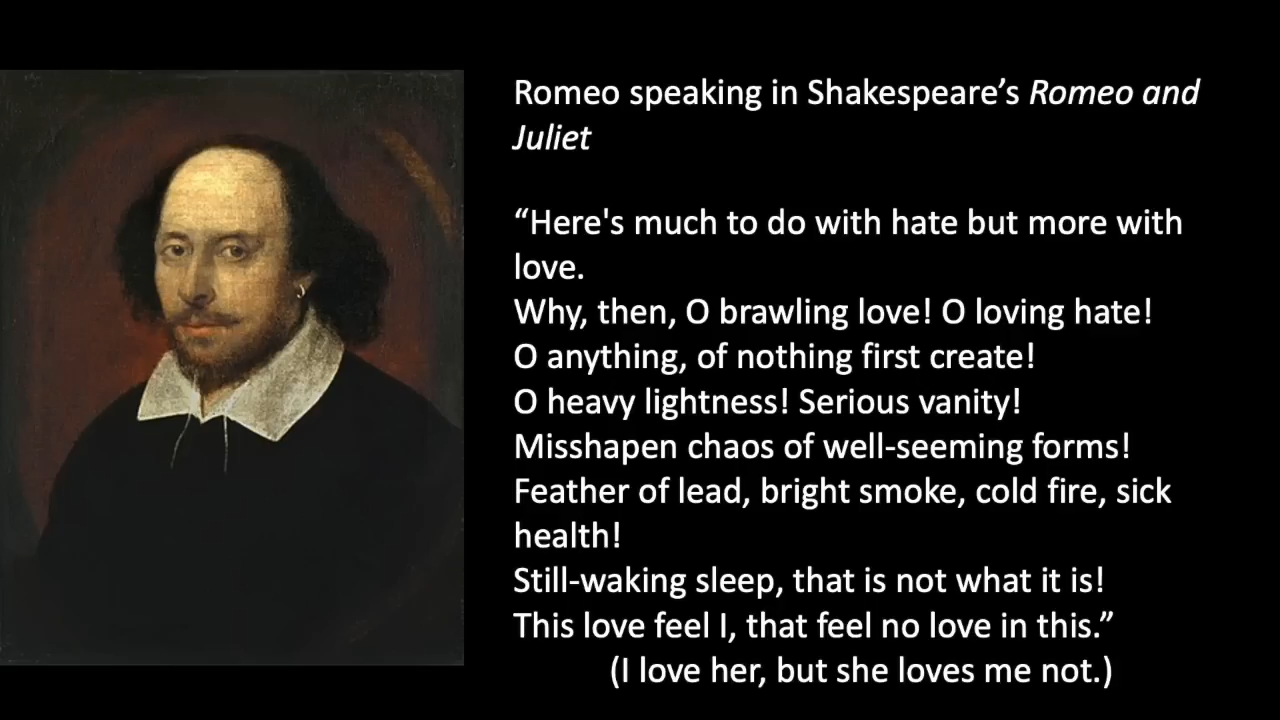 Romeo speaking in Shakespeare’s Romeo and
Juliet
“Here's much to do with hate but more with
love.
Why, then, O brawling love! O loving hate!
O anything, of nothing first create!
O heavy lightness! Serious vanity!
Misshapen chaos of well-seeming forms!
Feather of lead, bright smoke, cold fire, sick
health!
Still-waking sleep, that is not what it is!
This love feel I, that feel no love in this.”
(I love her, but she loves me not.)